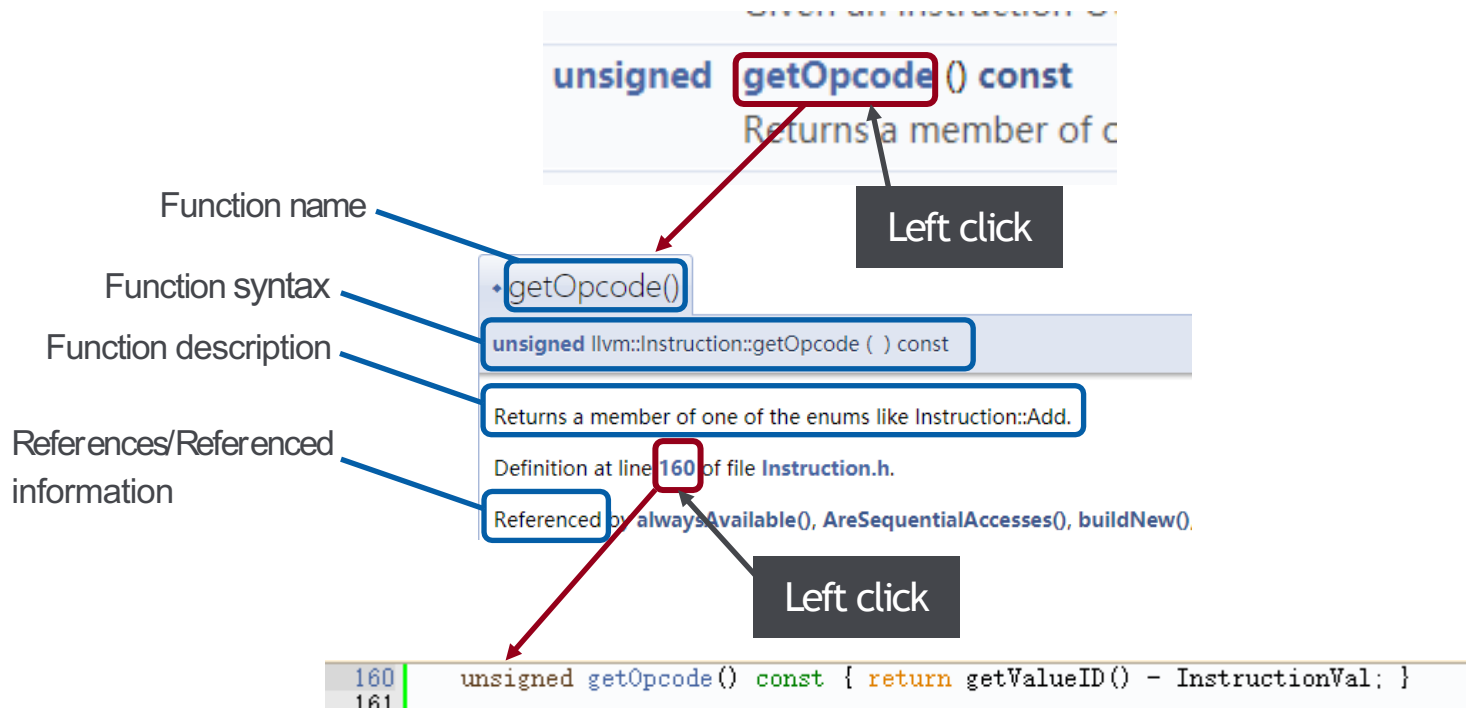 unsigned getOpcode () const
Returns a member of
Left click
Function name
getOpcode()
Function syntax
unsigned llvm::Instruction::getOpcode ( ) const
Function description
Returns a member of one of the enums like Instruction::Add.
References/Referenced
information
Definition at line 160 of file Instruction.h.
Referenced by alwaysAvailable(), AreSequentialAccesses(), buildNew(),
Left click
160 unsigned getOpcode() const { return getValueID() - InstructionVal; }
161